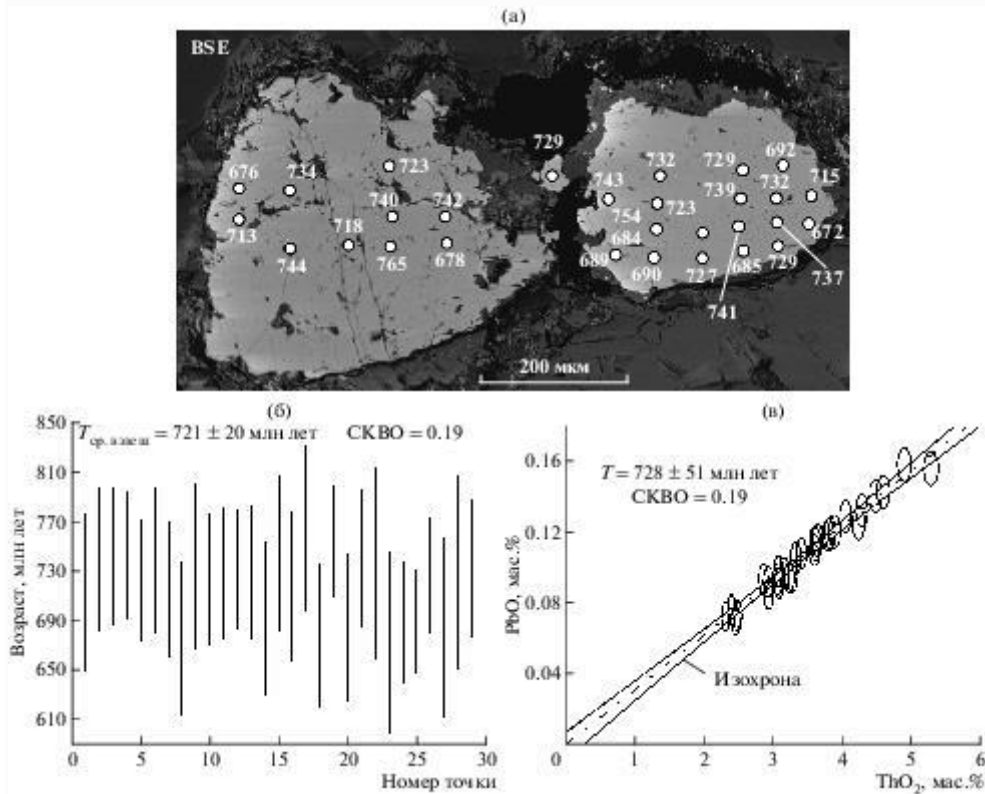 (а)
BSE
729
723
732
729
692
676
734
743
739
732
715
740
742
754
723
713
718
684
672
744
765
678
689
690
727
685
729
737
741
200 мкм
(б)
(в)
850
810
770
730
690
650
610
Возраст, млн лет
Tср. взвеш = 721 ± 20 млн лет СКВО = 0.19
0 5 10 15 20 25 30
Номер точки
0.16
0.12
0.08
0.04
PbO, мас.%
T = 728 ± 51 млн лет
СКВО = 0.19
Изохрона
0 1 2 3 4 5 6
ThO₂, мас.%